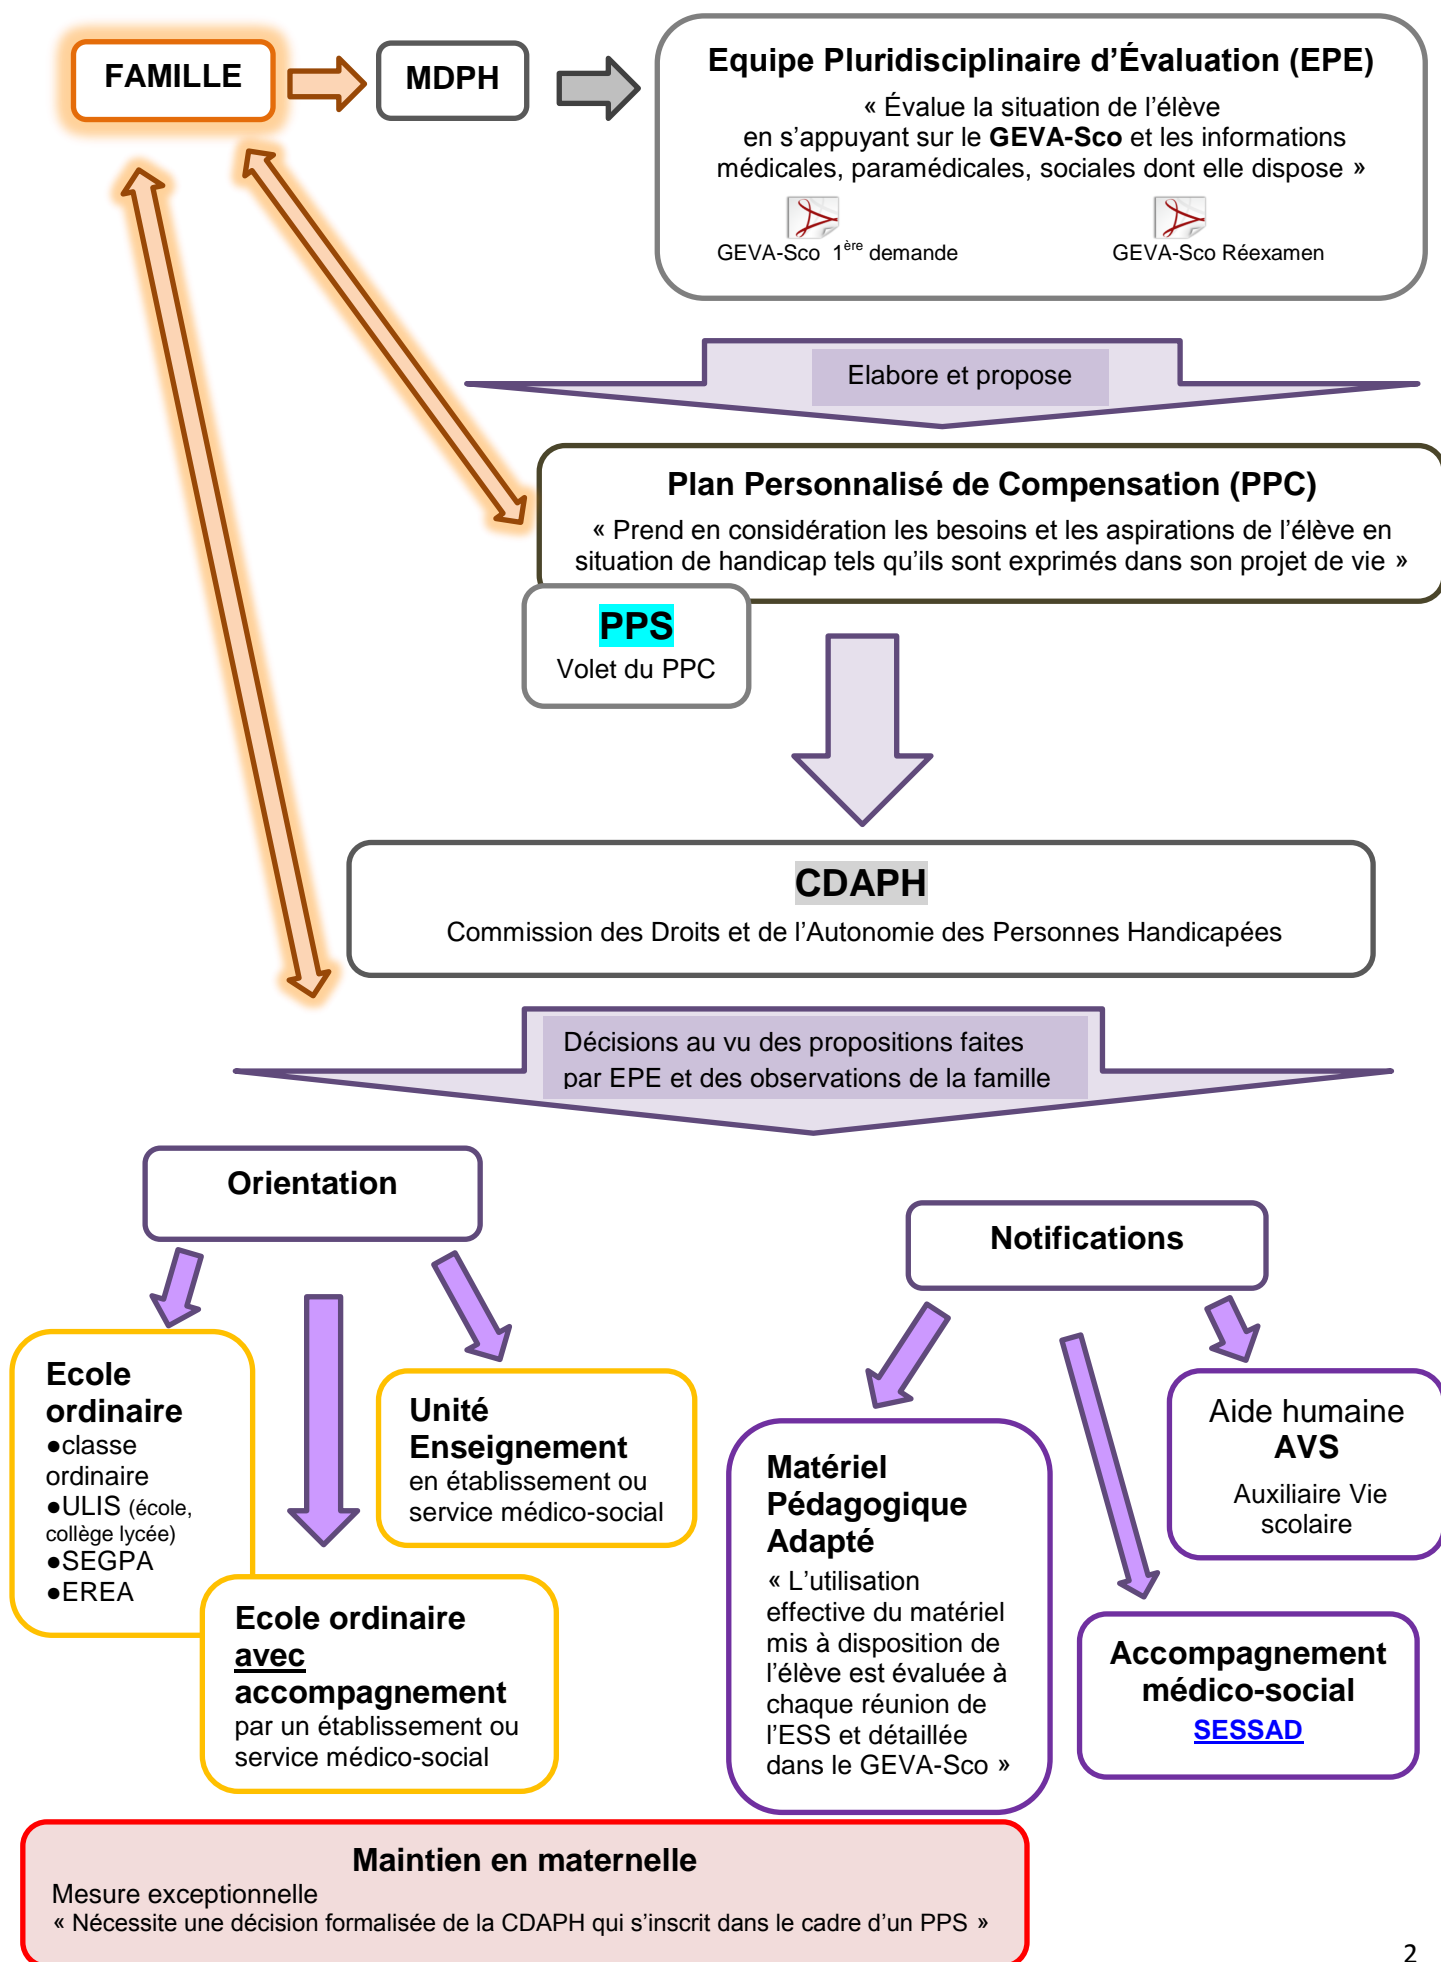 FAMILLE
MDPH
Equipe Pluridisciplinaire d’Évaluation (EPE)
« Évalue la situation de l’élève
en s’appuyant sur le GEVA-Sco et les informations
médicales, paramédicales, sociales dont elle dispose »
GEVA-Sco 1ère demande
GEVA-Sco Réexamen
Elabore et propose
Plan Personnalisé de Compensation (PPC)
« Prend en considération les besoins et les aspirations de l’élève en
situation de handicap tels qu’ils sont exprimés dans son projet de vie »
PPS
Volet du PPC
CDAPH
Commission des Droits et de l’Autonomie des Personnes Handicapées
Décisions au vu des propositions faites
par EPE et des observations de la famille
Orientation
Notifications
Ecole
ordinaire
●classe
ordinaire
●ULIS (école,
collège lycée)
●SEGPA
●EREA
Unité
Enseignement
en établissement ou
service médico-social
Ecole ordinaire
avec
accompagnement
par un établissement ou
service médico-social
Matériel
Pédagogique
Adapté
« L’utilisation
effective du matériel
mis à disposition de
l’élève est évaluée à
chaque réunion de
l’ESS et détaillée
dans le GEVA-Sco »
Aide humaine
AVS
Auxiliaire Vie
scolaire
Accompagnement
médico-social
SESSAD
Maintien en maternelle
Mesure exceptionnelle
« Nécessite une décision formalisée de la CDAPH qui s’inscrit dans le cadre d’un PPS »
2